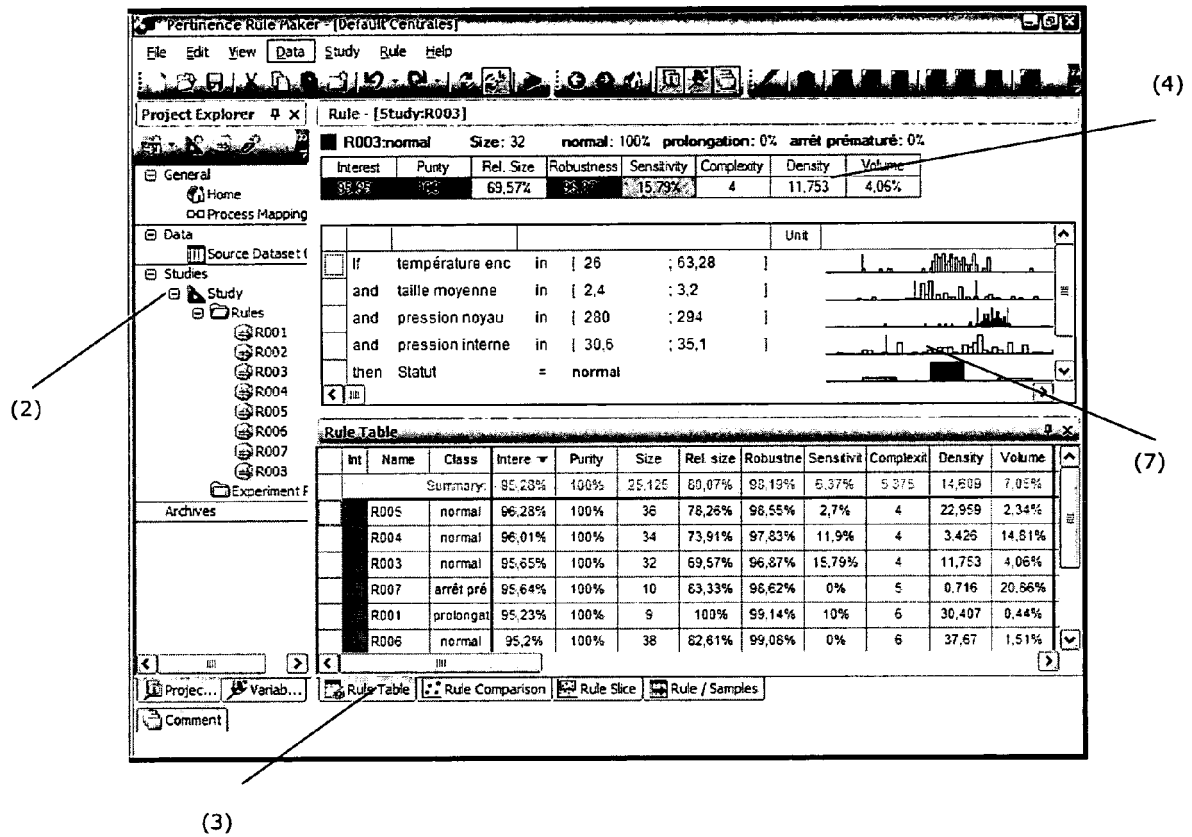 Pertinence Rule Maker - [Default Centrales]
File Edit View Data Study Rule Help
(4)
Project Explorer
Rule - [Study:R003]
R003:normal Size: 32 normal: 100% prolongation: 0% arrêt prématuré: 0%
Interest Purity Rel. Size Robustness Sensitivity Complexity Density Volume
69,57% 15,79% 4 11,753 4,06%
General
Home
Process Mapping
Data
Source Dataset (
Studies
Study
Rules
R001
R002
R003
R004
R005
R006
R007
R003
Experiment F
Archives
(2)
Unit
If température enc in [ 26 ; 63,28 ]
and taille moyenne in [ 2,4 ; 3,2 ]
and pression noyau in [ 280 ; 294 ]
and pression interne in [ 30,6 ; 35,1 ]
then Statut = normal
(7)
Rule Table
Int Name Class Intere Purity Size Rel. size Robustne Sensitivit Complexit Density Volume
Summary: 95,28% 100% 25,125 80,07% 98,19% 6,37% 5,375 14,609 7,05%
R005 normal 96,28% 100% 36 78,26% 98,55% 2,7% 4 22,959 2,34%
R004 normal 96,01% 100% 34 73,91% 97,83% 11,9% 4 3,426 14,81%
R003 normal 95,65% 100% 32 69,57% 96,87% 15,79% 4 11,753 4,06%
R007 arrêt pré 95,64% 100% 10 83,33% 98,62% 0% 5 0,716 20,86%
R001 prolongat 95,23% 100% 9 100% 99,14% 10% 6 30,407 0,44%
R006 normal 95,2% 100% 38 82,61% 99,08% 0% 6 37,67 1,51%
Projec... Variab...
Rule Table Rule Comparison Rule Slice Rule / Samples
Comment
(3)